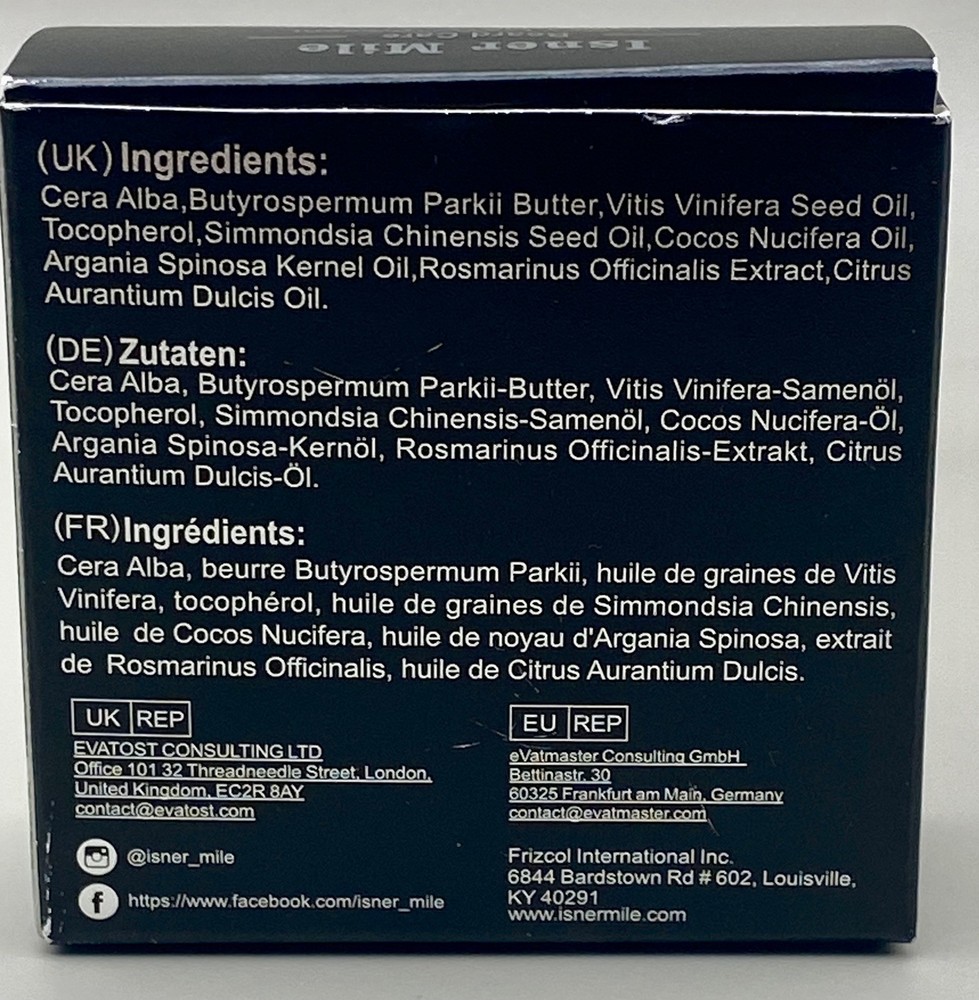 Isner Mile
Beard Care
(UK) Ingredients:
Cera Alba,Butyrospermum Parkii Butter,Vitis Vinifera Seed Oil,
Tocopherol,Simmondsia Chinensis Seed Oil,Cocos Nucifera Oil,
Argania Spinosa Kernel Oil,Rosmarinus Officinalis Extract,Citrus
Aurantium Dulcis Oil.
(DE) Zutaten:
Cera Alba, Butyrospermum Parkii-Butter, Vitis Vinifera-Samenöl,
Tocopherol, Simmondsia Chinensis-Samenöl, Cocos Nucifera-Öl,
Argania Spinosa-Kernöl, Rosmarinus Officinalis-Extrakt, Citrus
Aurantium Dulcis-Öl.
(FR) Ingrédients:
Cera Alba, beurre Butyrospermum Parkii, huile de graines de Vitis
Vinifera, tocophérol, huile de graines de Simmondsia Chinensis,
huile de Cocos Nucifera, huile de noyau d'Argania Spinosa, extrait
de Rosmarinus Officinalis, huile de Citrus Aurantium Dulcis.
UK REP
EVATOST CONSULTING LTD
Office 101 32 Threadneedle Street, London,
United Kingdom, EC2R 8AY
contact@evatost.com
EU REP
eVatmaster Consulting GmbH
Bettinastr. 30
60325 Frankfurt am Main, Germany
contact@evatmaster.com
@isner_mile
https://www.facebook.com/isner_mile
Frizcol International Inc.
6844 Bardstown Rd # 602, Louisville,
KY 40291
www.isnermile.com